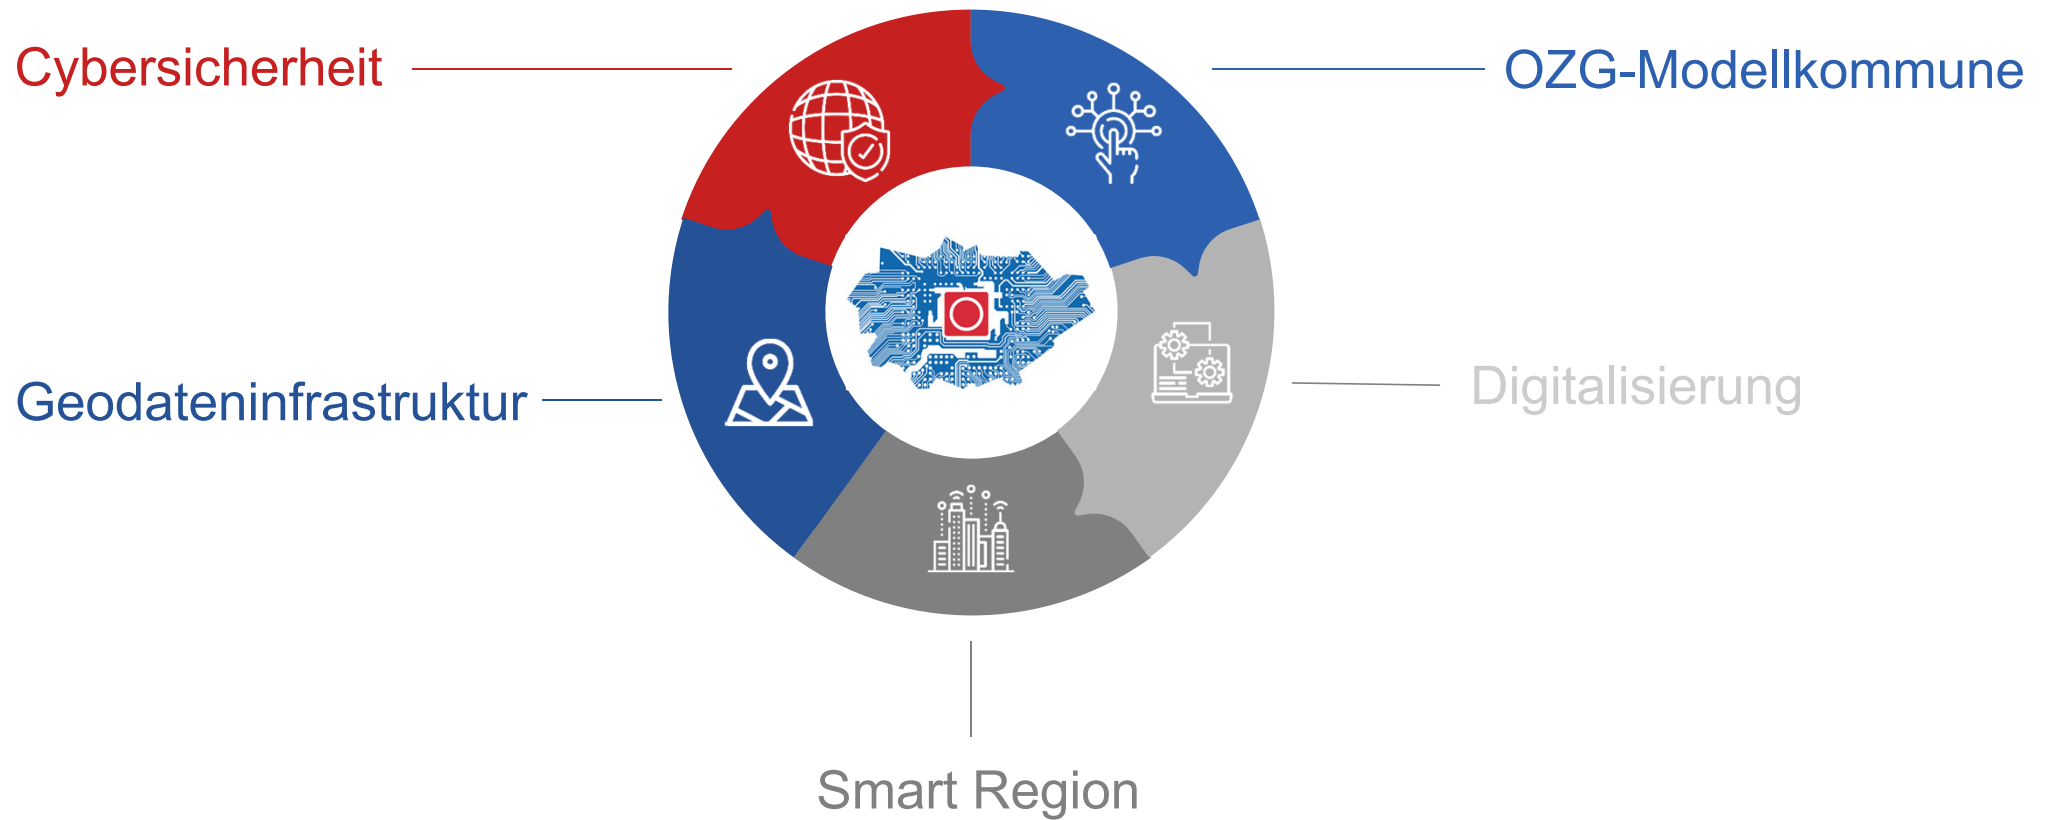 Cybersicherheit
OZG-Modellkommune
Geodateninfrastruktur
Digitalisierung
Smart Region